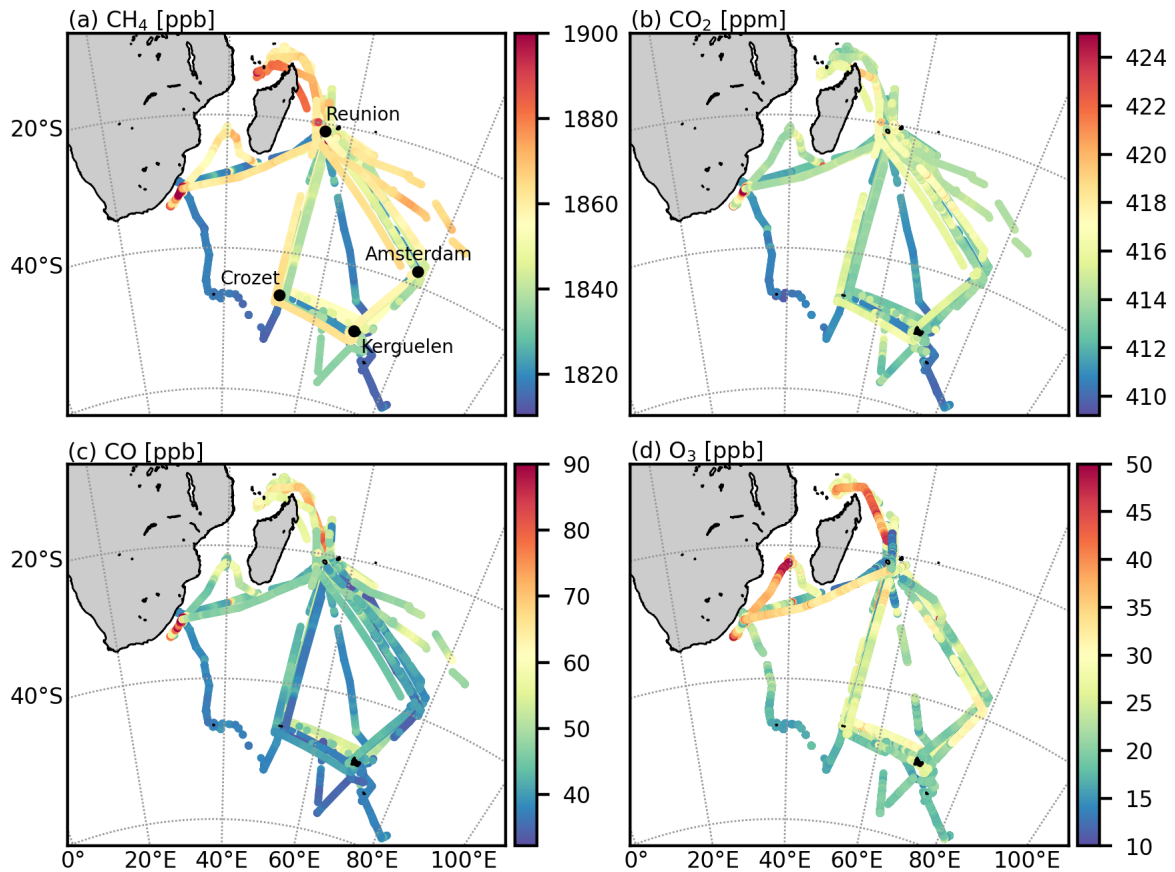 (a) CH₄ [ppb]
(b) CO₂ [ppm]
1900
1880
1860
1840
1820
424
422
420
418
416
414
412
410
20°S
40°S
Reunion
Amsterdam
Crozet
Kerguelen
(c) CO [ppb]
(d) O₃ [ppb]
90
80
70
60
50
40
50
45
40
35
30
25
20
15
10
20°S
40°S
0° 20°E 40°E 60°E 80°E 100°E
0° 20°E 40°E 60°E 80°E 100°E